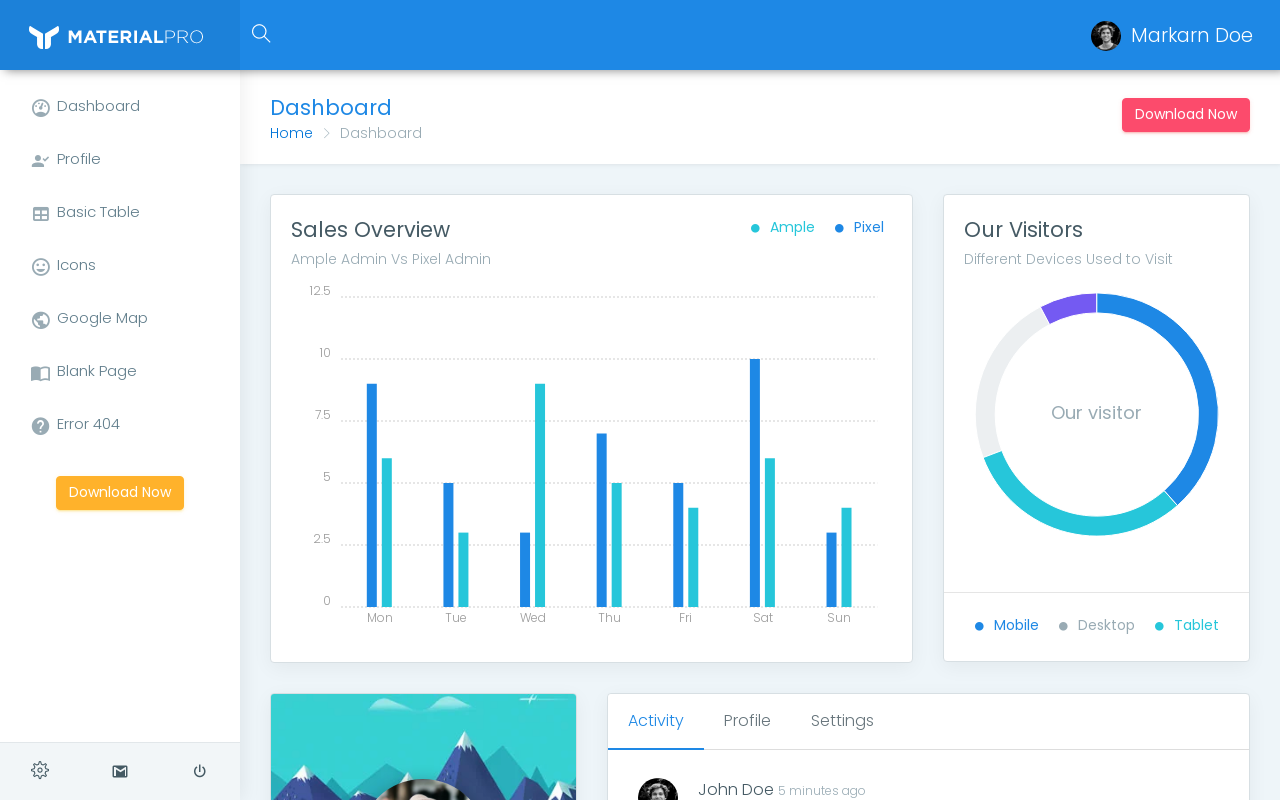 MATERIALPRO
Markarn Doe
Dashboard
Profile
Basic Table
Icons
Google Map
Blank Page
Error 404
Download Now
Dashboard
Home > Dashboard
Download Now
Sales Overview
Ample Admin Vs Pixel Admin
Ample Pixel
12.5
10
7.5
5
2.5
0
Mon Tue Wed Thu Fri Sat Sun
Our Visitors
Different Devices Used to Visit
Our visitor
Mobile Desktop Tablet
Activity Profile Settings
John Doe 5 minutes ago